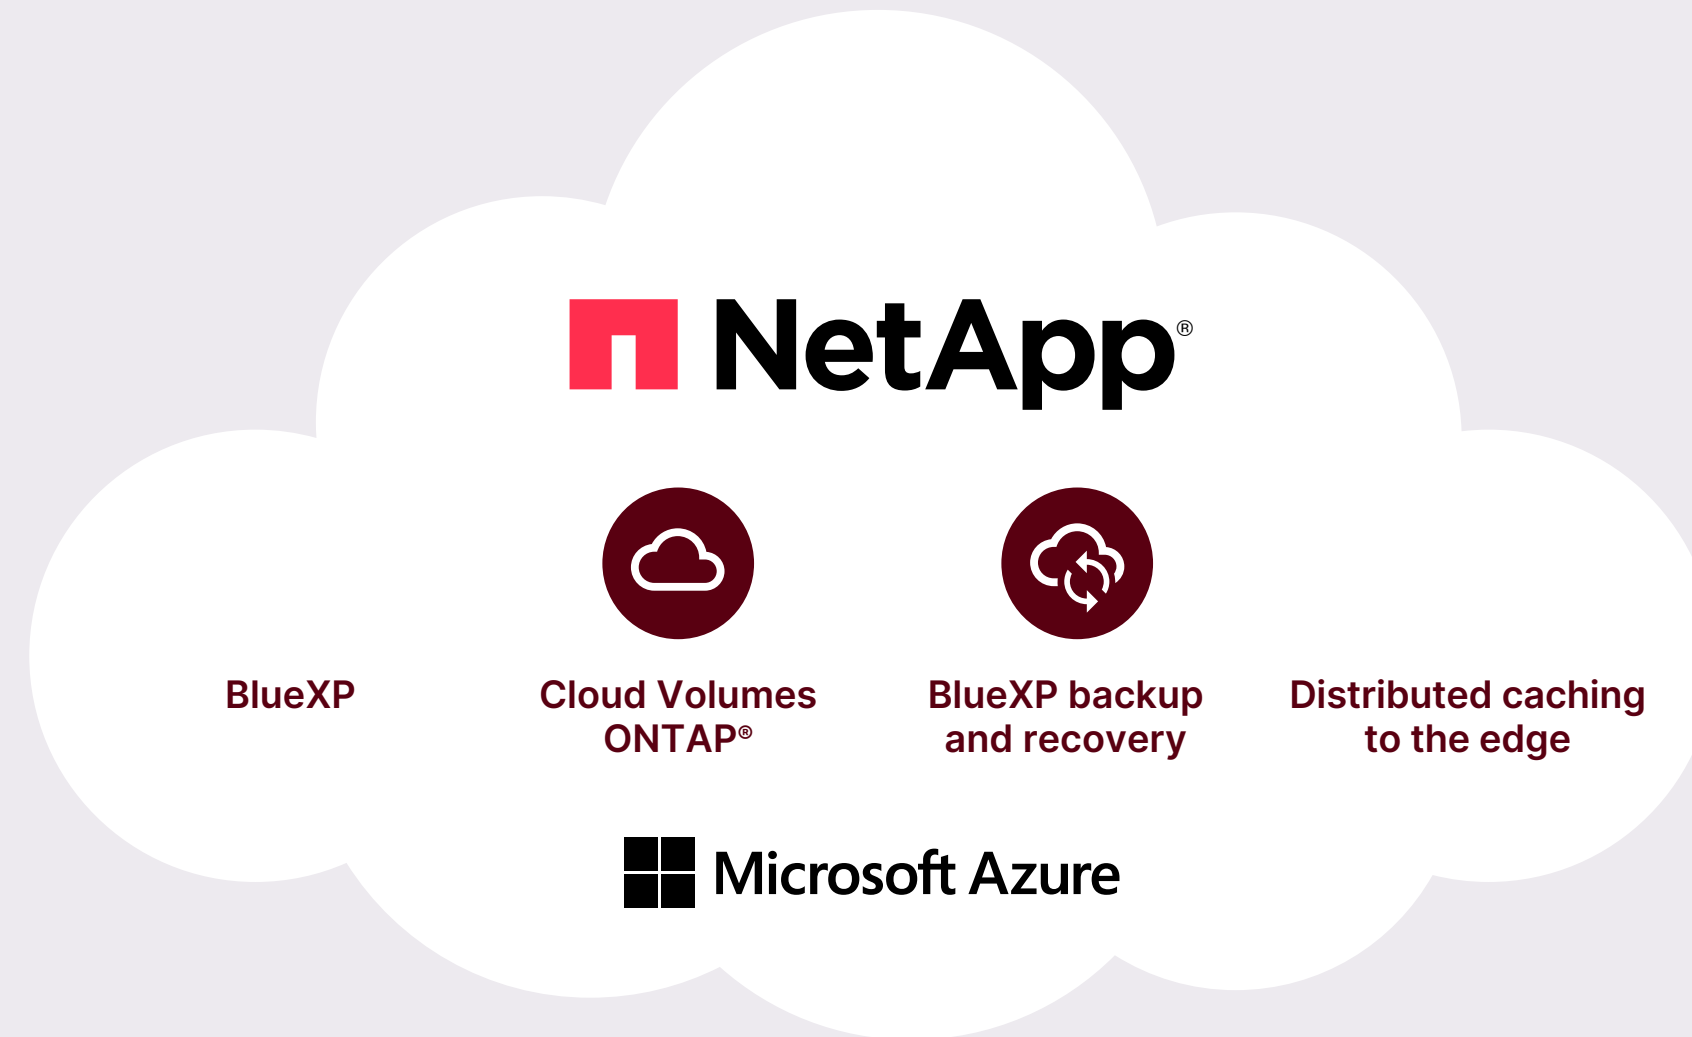 NetApp®
BlueXP
Cloud Volumes
ONTAP®
BlueXP backup
and recovery
Distributed caching
to the edge
Microsoft Azure